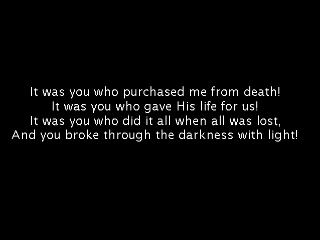 It was you who purchased me from death!
It was you who gave His life for us!
It was you who did it all when all was lost,
And you broke through the darkness with light!